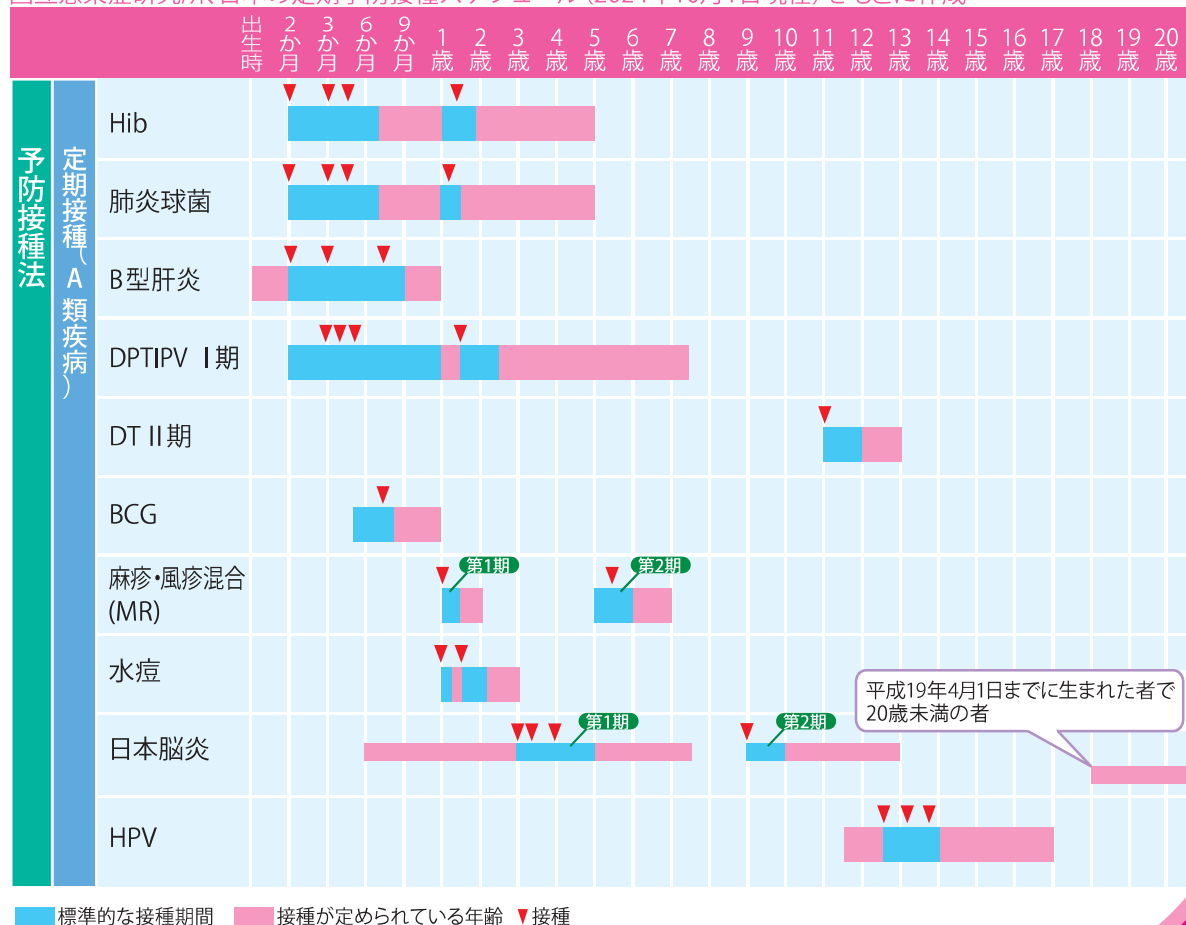 出生時
2か月
3か月
6か月
9か月
1歳
2歳
3歳
4歳
5歳
6歳
7歳
8歳
9歳
10歳
11歳
12歳
13歳
14歳
15歳
16歳
17歳
18歳
19歳
20歳
予防接種法
定期接種(A類疾病)
Hib
肺炎球菌
B型肝炎
DPTIPV Ⅰ期
DT Ⅱ期
BCG
麻疹・風疹混合
(MR)
第1期
第2期
水痘
平成19年4月1日までに生まれた者で
20歳未満の者
日本脳炎
第1期
第2期
HPV
標準的な接種期間 接種が定められている年齢 ▼接種